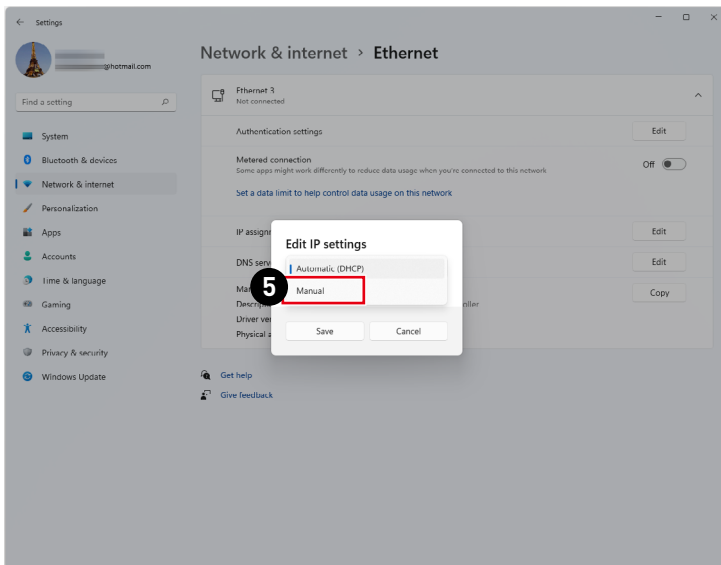 Settings
@hotmail.com
Network & internet > Ethernet
Find a setting
Ethernet 3
Not connected
System
Authentication settings
Edit
Bluetooth & devices
Metered connection
Some apps might work differently to reduce data usage when you're connected to this network
Off
Network & internet
Set a data limit to help control data usage on this network
Personalization
Apps
IP assign
Edit
Edit IP settings
Accounts
DNS serv
Edit
Automatic (DHCP)
Time & language
5
Manual
Ma
Copy
Gaming
Descrip
oller
Driver ver
Accessibility
Physical a
Save
Cancel
Privacy & security
Windows Update
Get help
Give feedback